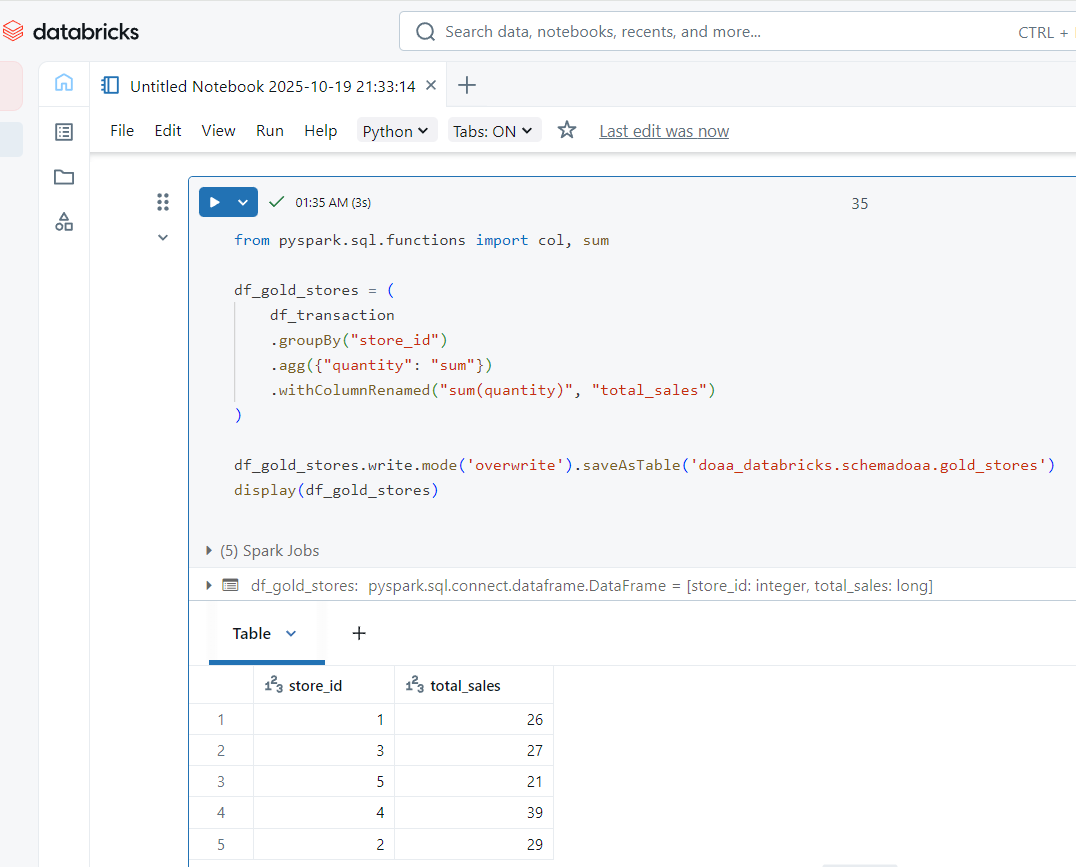 databricks
Search data, notebooks, recents, and more...
CTRL +
Untitled Notebook 2025-10-19 21:33:14
File Edit View Run Help Python Tabs: ON Last edit was now
01:35 AM (3s)
35
from pyspark.sql.functions import col, sum
df_gold_stores = (
    df_transaction
    .groupBy("store_id")
    .agg({"quantity": "sum"})
    .withColumnRenamed("sum(quantity)", "total_sales")
)
df_gold_stores.write.mode('overwrite').saveAsTable('doaa_databricks.schemadoaa.gold_stores')
display(df_gold_stores)
(5) Spark Jobs
df_gold_stores: pyspark.sql.connect.dataframe.DataFrame = [store_id: integer, total_sales: long]
Table
store_id total_sales
1 1 26
2 3 27
3 5 21
4 4 39
5 2 29